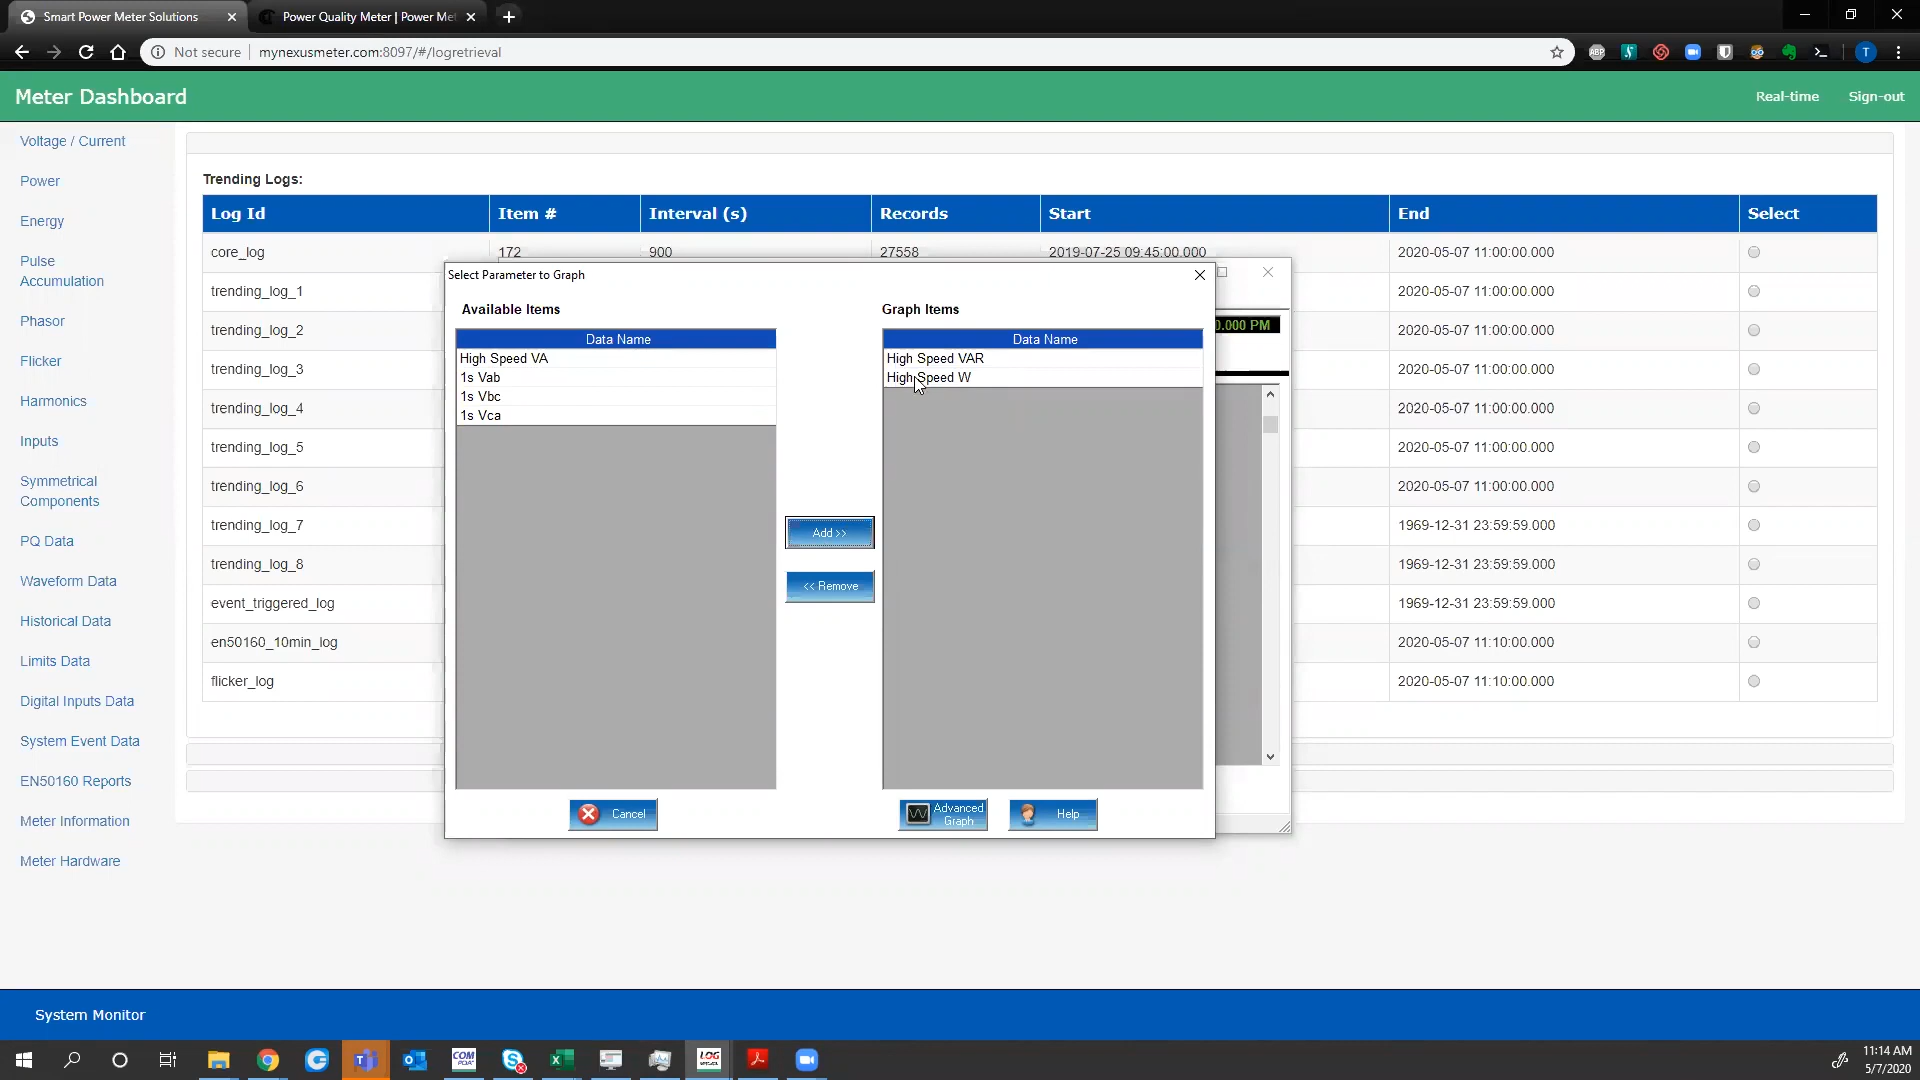 Smart Power Meter Solutions
Power Quality Meter | Power Met
Not secure
mynexusmeter.com:8097/#/logretrieval
ABP
T
Meter Dashboard
Real-time
Sign-out
Voltage / Current
Power
Energy
Pulse
Accumulation
Phasor
Flicker
Harmonics
Inputs
Symmetrical
Components
PQ Data
Waveform Data
Historical Data
Limits Data
Digital Inputs Data
System Event Data
EN50160 Reports
Meter Information
Meter Hardware
Trending Logs:
Log Id Item # Interval (s) Records Start End Select
core_log 172 900 27558 2019-07-25 09:45:00.000 2020-05-07 11:00:00.000
trending_log_1 2020-05-07 11:00:00.000
trending_log_2 2020-05-07 11:00:00.000
trending_log_3 2020-05-07 11:00:00.000
trending_log_4 2020-05-07 11:00:00.000
trending_log_5 2020-05-07 11:00:00.000
trending_log_6 2020-05-07 11:00:00.000
trending_log_7 1969-12-31 23:59:59.000
trending_log_8 1969-12-31 23:59:59.000
event_triggered_log 1969-12-31 23:59:59.000
en50160_10min_log 2020-05-07 11:10:00.000
flicker_log 2020-05-07 11:10:00.000
Select Parameter to Graph
Available Items
Data Name
High Speed VA
1s Vab
1s Vbc
1s Vca
Add >>
<< Remove
Graph Items
Data Name
High Speed VAR
High Speed W
0.000 PM
Cancel
Advanced
Graph
Help
System Monitor
COM
LOG
11:14 AM
5/7/2020